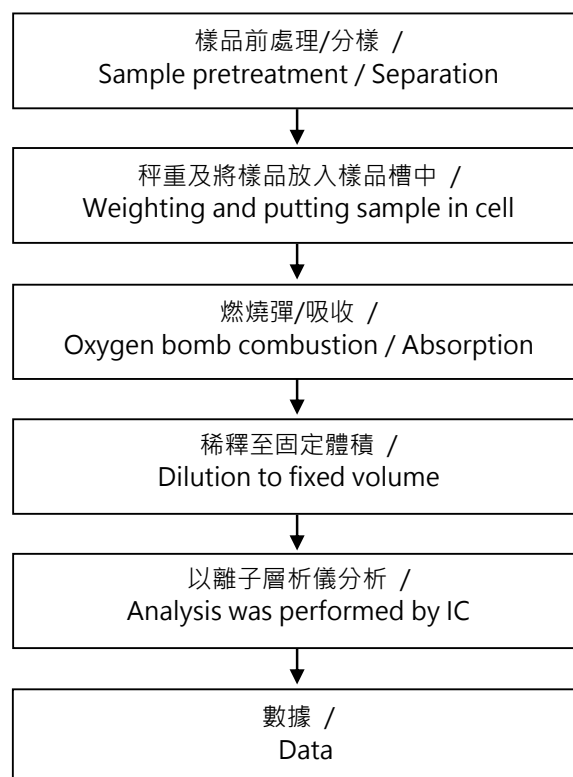 樣品前處理/分樣 /
Sample pretreatment / Separation
秤重及將樣品放入樣品槽中 /
Weighting and putting sample in cell
燃燒彈/吸收 /
Oxygen bomb combustion / Absorption
稀釋至固定體積 /
Dilution to fixed volume
以離子層析儀分析 /
Analysis was performed by IC
數據 /
Data